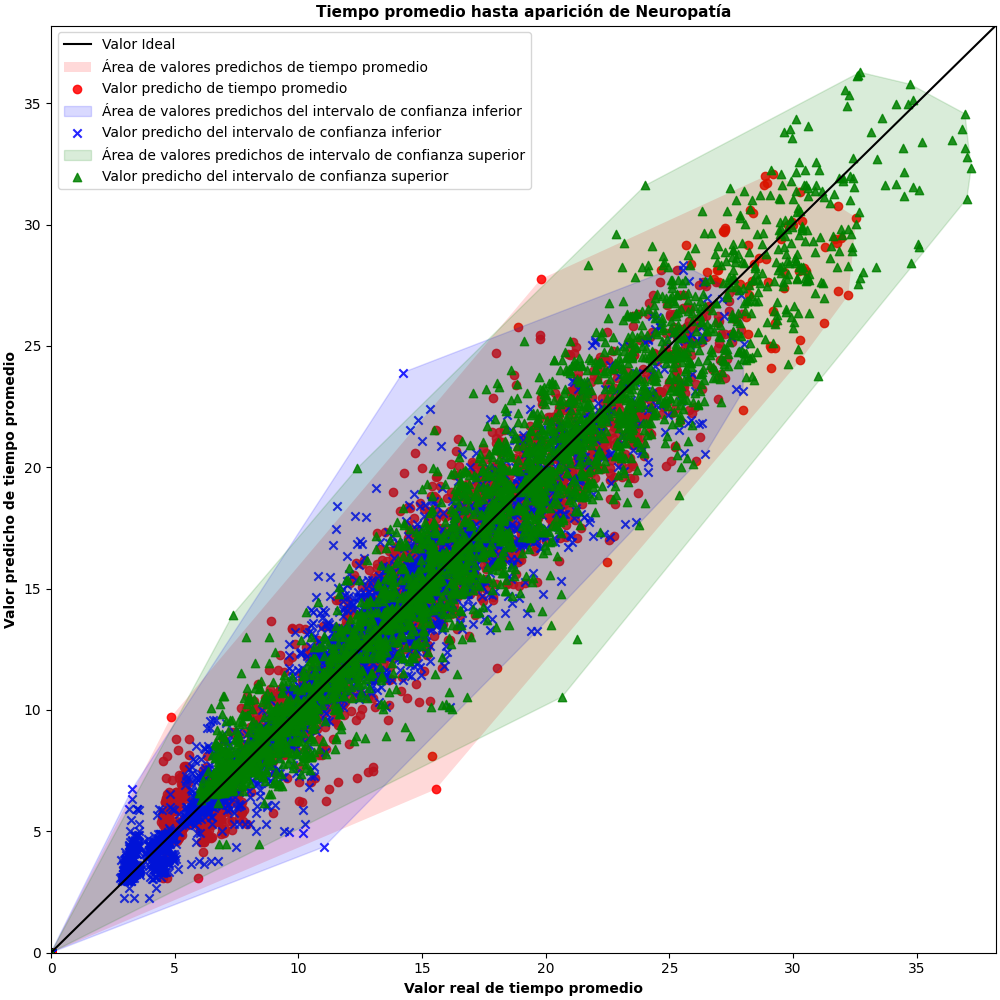 Tiempo promedio hasta aparición de Neuropatía
Valor Ideal
Área de valores predichos de tiempo promedio
Valor predicho de tiempo promedio
Área de valores predichos del intervalo de confianza inferior
Valor predicho del intervalo de confianza inferior
Área de valores predichos de intervalo de confianza superior
Valor predicho del intervalo de confianza superior
Valor predicho de tiempo promedio
35
30
25
20
15
10
5
0
0 5 10 15 20 25 30 35
Valor real de tiempo promedio